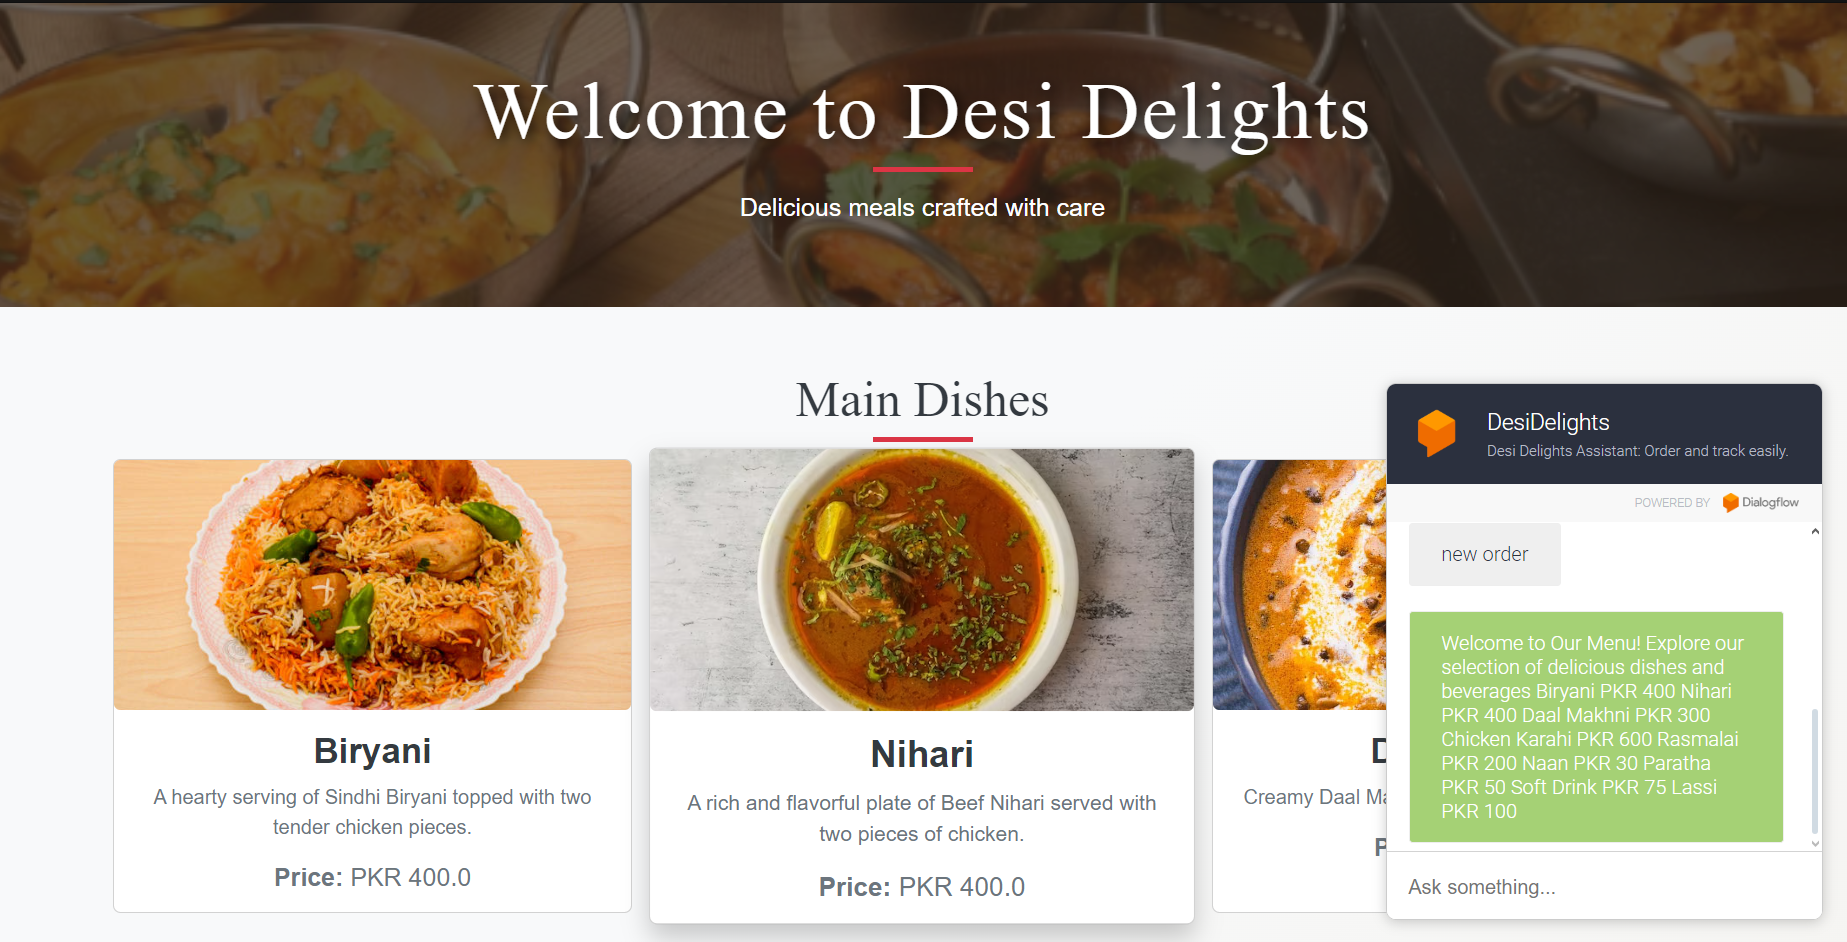 Welcome to Desi Delights
Delicious meals crafted with care
Main Dishes
Biryani
A hearty serving of Sindhi Biryani topped with two
tender chicken pieces.
Price: PKR 400.0
Nihari
A rich and flavorful plate of Beef Nihari served with
two pieces of chicken.
Price: PKR 400.0
Creamy Daal
DesiDelights
Desi Delights Assistant: Order and track easily.
POWERED BY Dialogflow
new order
Welcome to Our Menu! Explore our
selection of delicious dishes and
beverages Biryani PKR 400 Nihari
PKR 400 Daal Makhni PKR 300
Chicken Karahi PKR 600 Rasmalai
PKR 200 Naan PKR 30 Paratha
PKR 50 Soft Drink PKR 75 Lassi
PKR 100
Ask something...